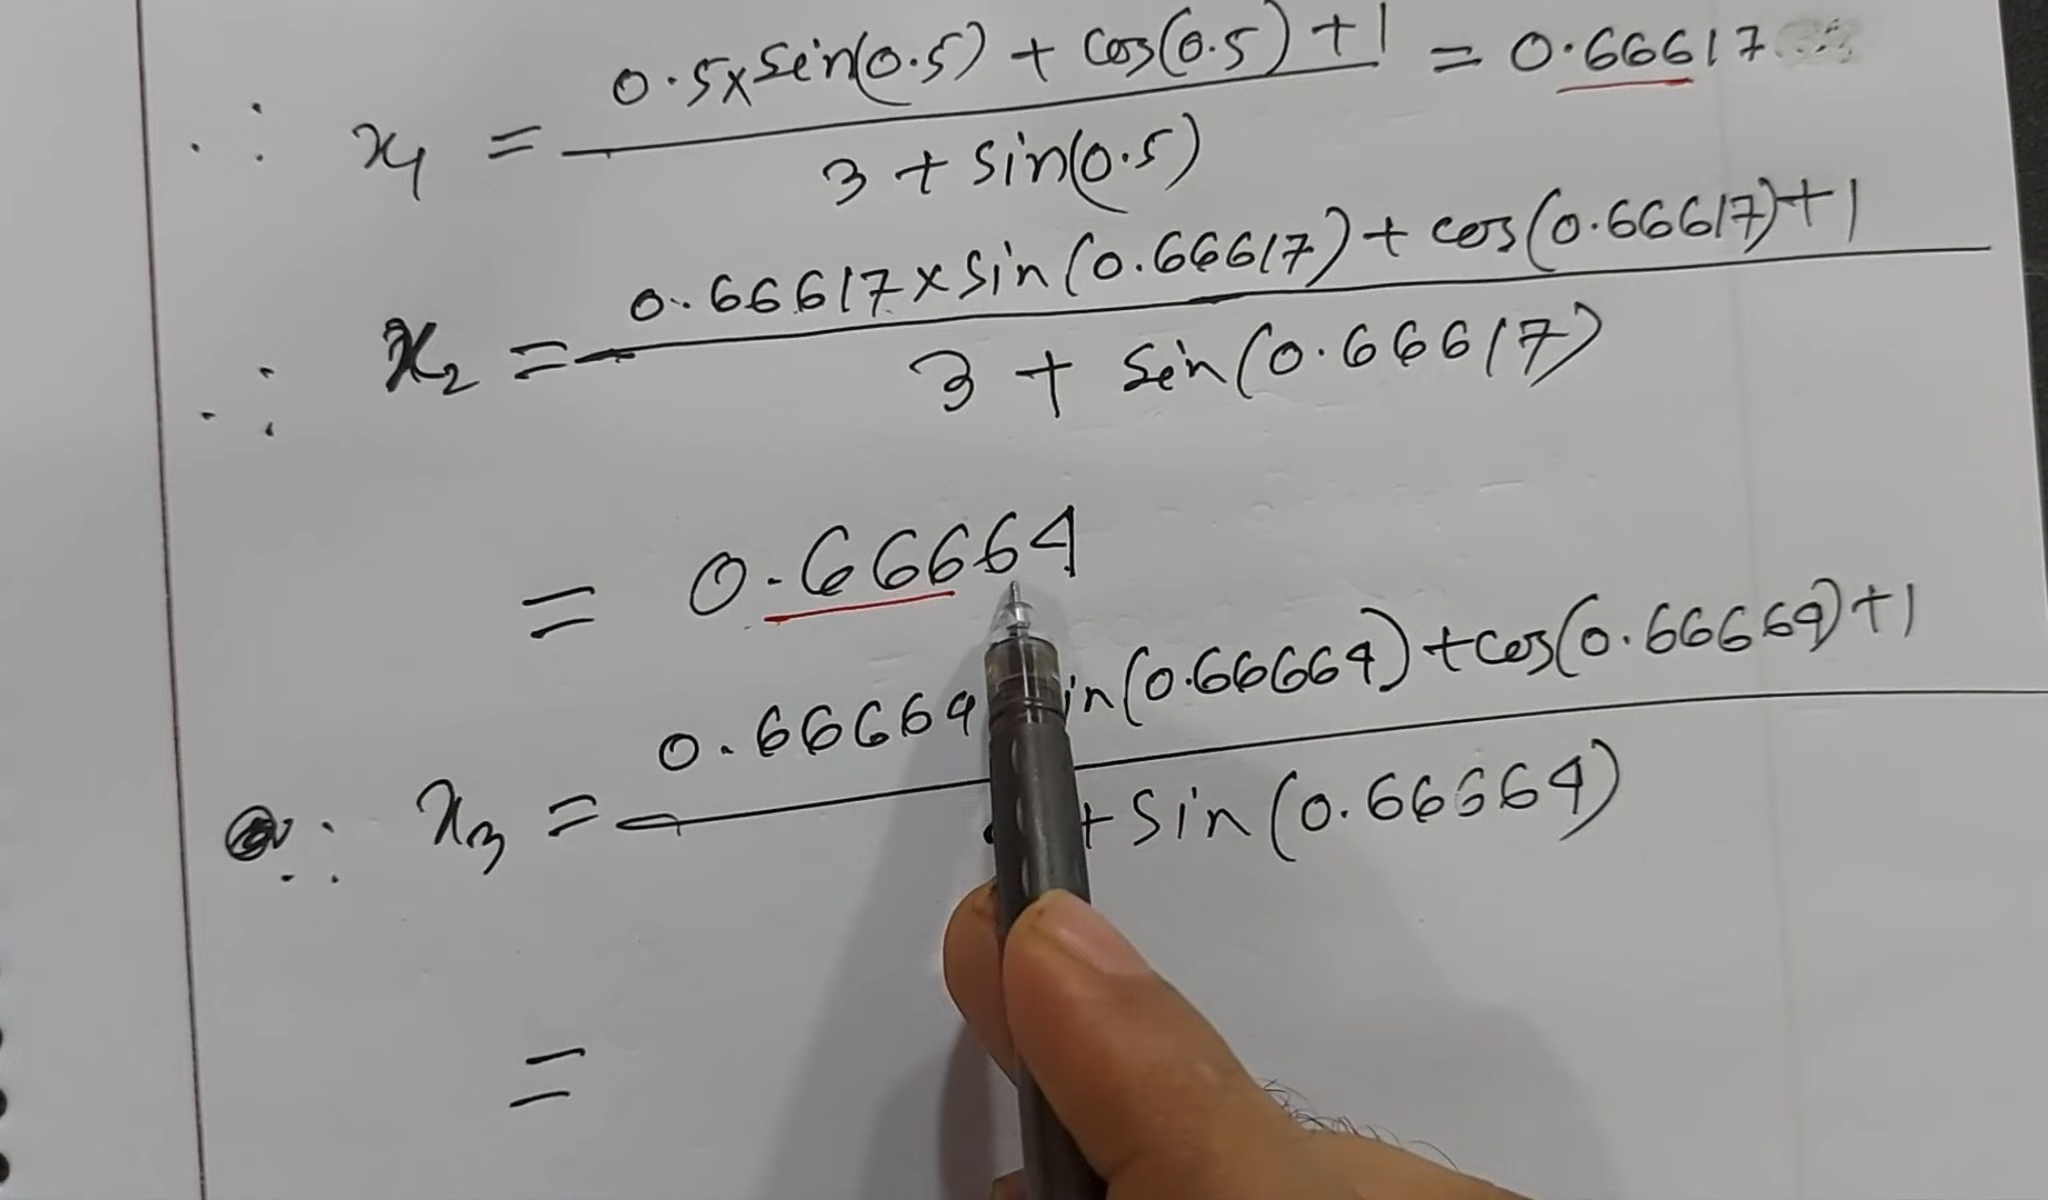 ∴ x₁ = (0.5×sin(0.5) + cos(0.5) + 1) / (3 + sin(0.5)) = 0.66617
∴ x₂ = (0.66617×sin(0.66617) + cos(0.66617) + 1) / (3 + sin(0.66617))
= 0.66664
∴ x₃ = (0.66664 in(0.66664) + cos(0.66664) + 1) / ( + sin(0.66664))
=